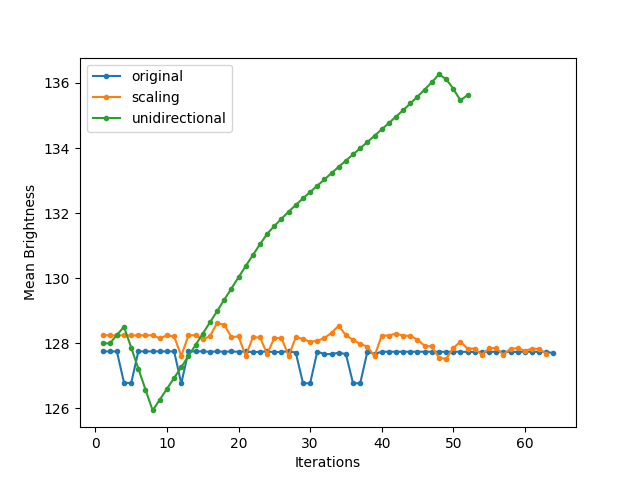 original
scaling
unidirectional
136
134
132
130
128
126
Mean Brightness
0 10 20 30 40 50 60
Iterations